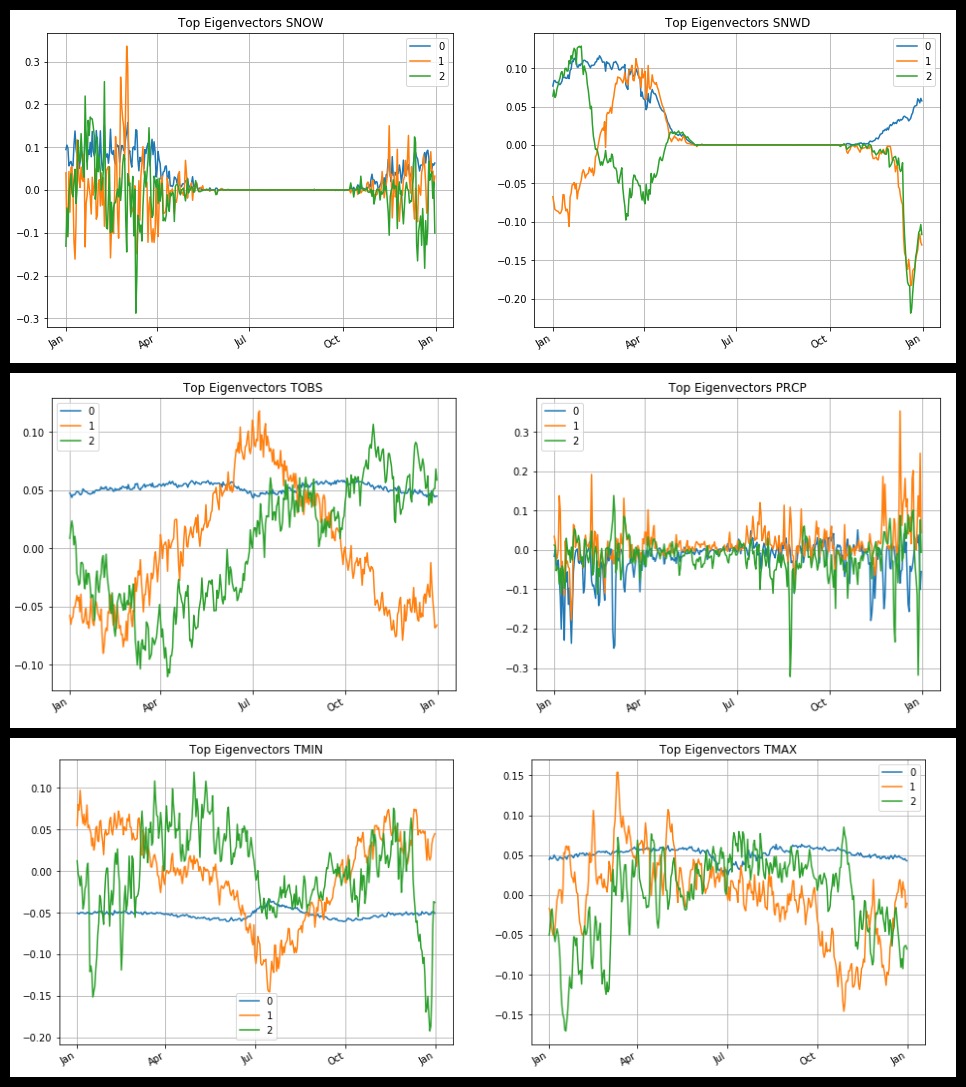 Top Eigenvectors SNOW
0
1
2
0.3
0.2
0.1
0.0
−0.1
−0.2
−0.3
Jan
Apr
Jul
Oct
Jan
Top Eigenvectors SNWD
0
1
2
0.10
0.05
0.00
−0.05
−0.10
−0.15
−0.20
Jan
Apr
Jul
Oct
Jan
Top Eigenvectors TOBS
0
1
2
0.10
0.05
0.00
−0.05
−0.10
Jan
Apr
Jul
Oct
Jan
Top Eigenvectors PRCP
0
1
2
0.3
0.2
0.1
0.0
−0.1
−0.2
−0.3
Jan
Apr
Jul
Oct
Jan
Top Eigenvectors TMIN
0.10
0.05
0.00
−0.05
−0.10
−0.15
−0.20
0
1
2
Jan
Apr
Jul
Oct
Jan
Top Eigenvectors TMAX
0
1
2
0.15
0.10
0.05
0.00
−0.05
−0.10
−0.15
Jan
Apr
Jul
Oct
Jan